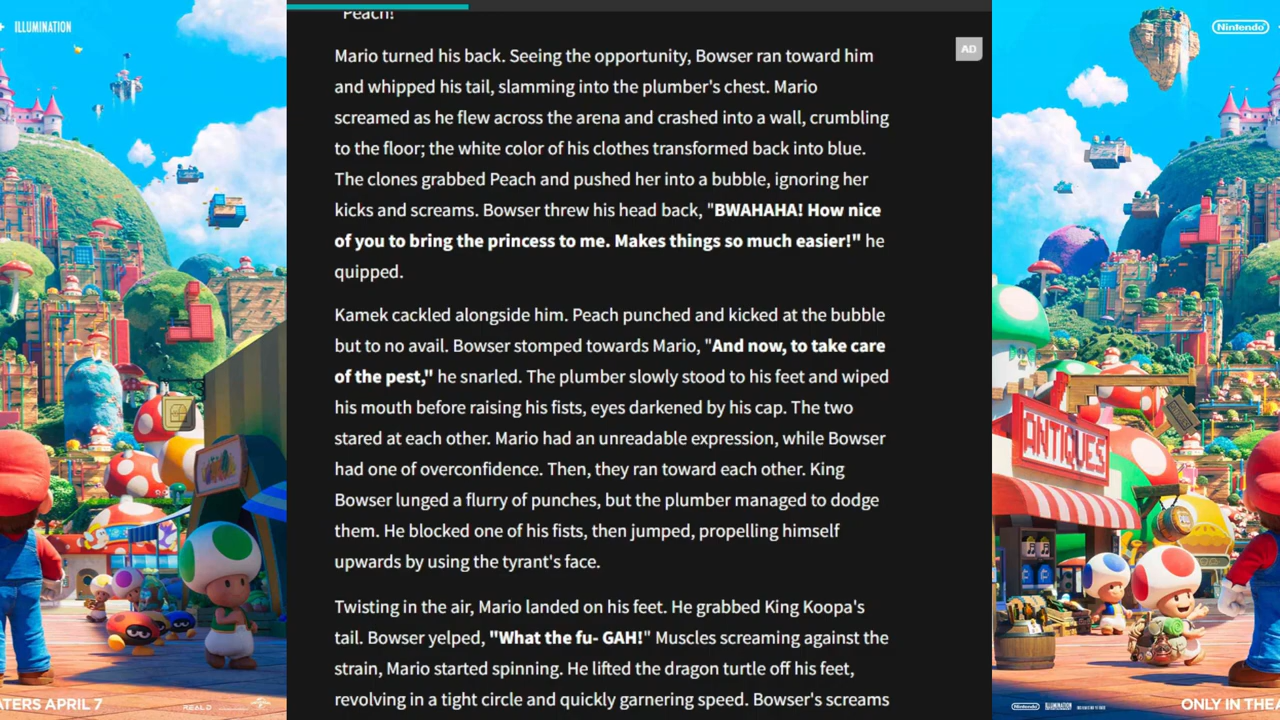 ILLUMINATION
Peach!
Nintendo
AD
Mario turned his back. Seeing the opportunity, Bowser ran toward him
and whipped his tail, slamming into the plumber's chest. Mario
screamed as he flew across the arena and crashed into a wall, crumbling
to the floor; the white color of his clothes transformed back into blue.
The clones grabbed Peach and pushed her into a bubble, ignoring her
kicks and screams. Bowser threw his head back, "BWAHAHA! How nice
of you to bring the princess to me. Makes things so much easier!" he
quipped.
Kamek cackled alongside him. Peach punched and kicked at the bubble
but to no avail. Bowser stomped towards Mario, "And now, to take care
of the pest," he snarled. The plumber slowly stood to his feet and wiped
his mouth before raising his fists, eyes darkened by his cap. The two
stared at each other. Mario had an unreadable expression, while Bowser
had one of overconfidence. Then, they ran toward each other. King
Bowser lunged a flurry of punches, but the plumber managed to dodge
them. He blocked one of his fists, then jumped, propelling himself
upwards by using the tyrant's face.
Twisting in the air, Mario landed on his feet. He grabbed King Koopa's
tail. Bowser yelped, "What the fu- GAH!" Muscles screaming against the
strain, Mario started spinning. He lifted the dragon turtle off his feet,
revolving in a tight circle and quickly garnering speed. Bowser's screams
ANTIQUES
ATERS APRIL 7
REAL D
Nintendo
ONLY IN THEA